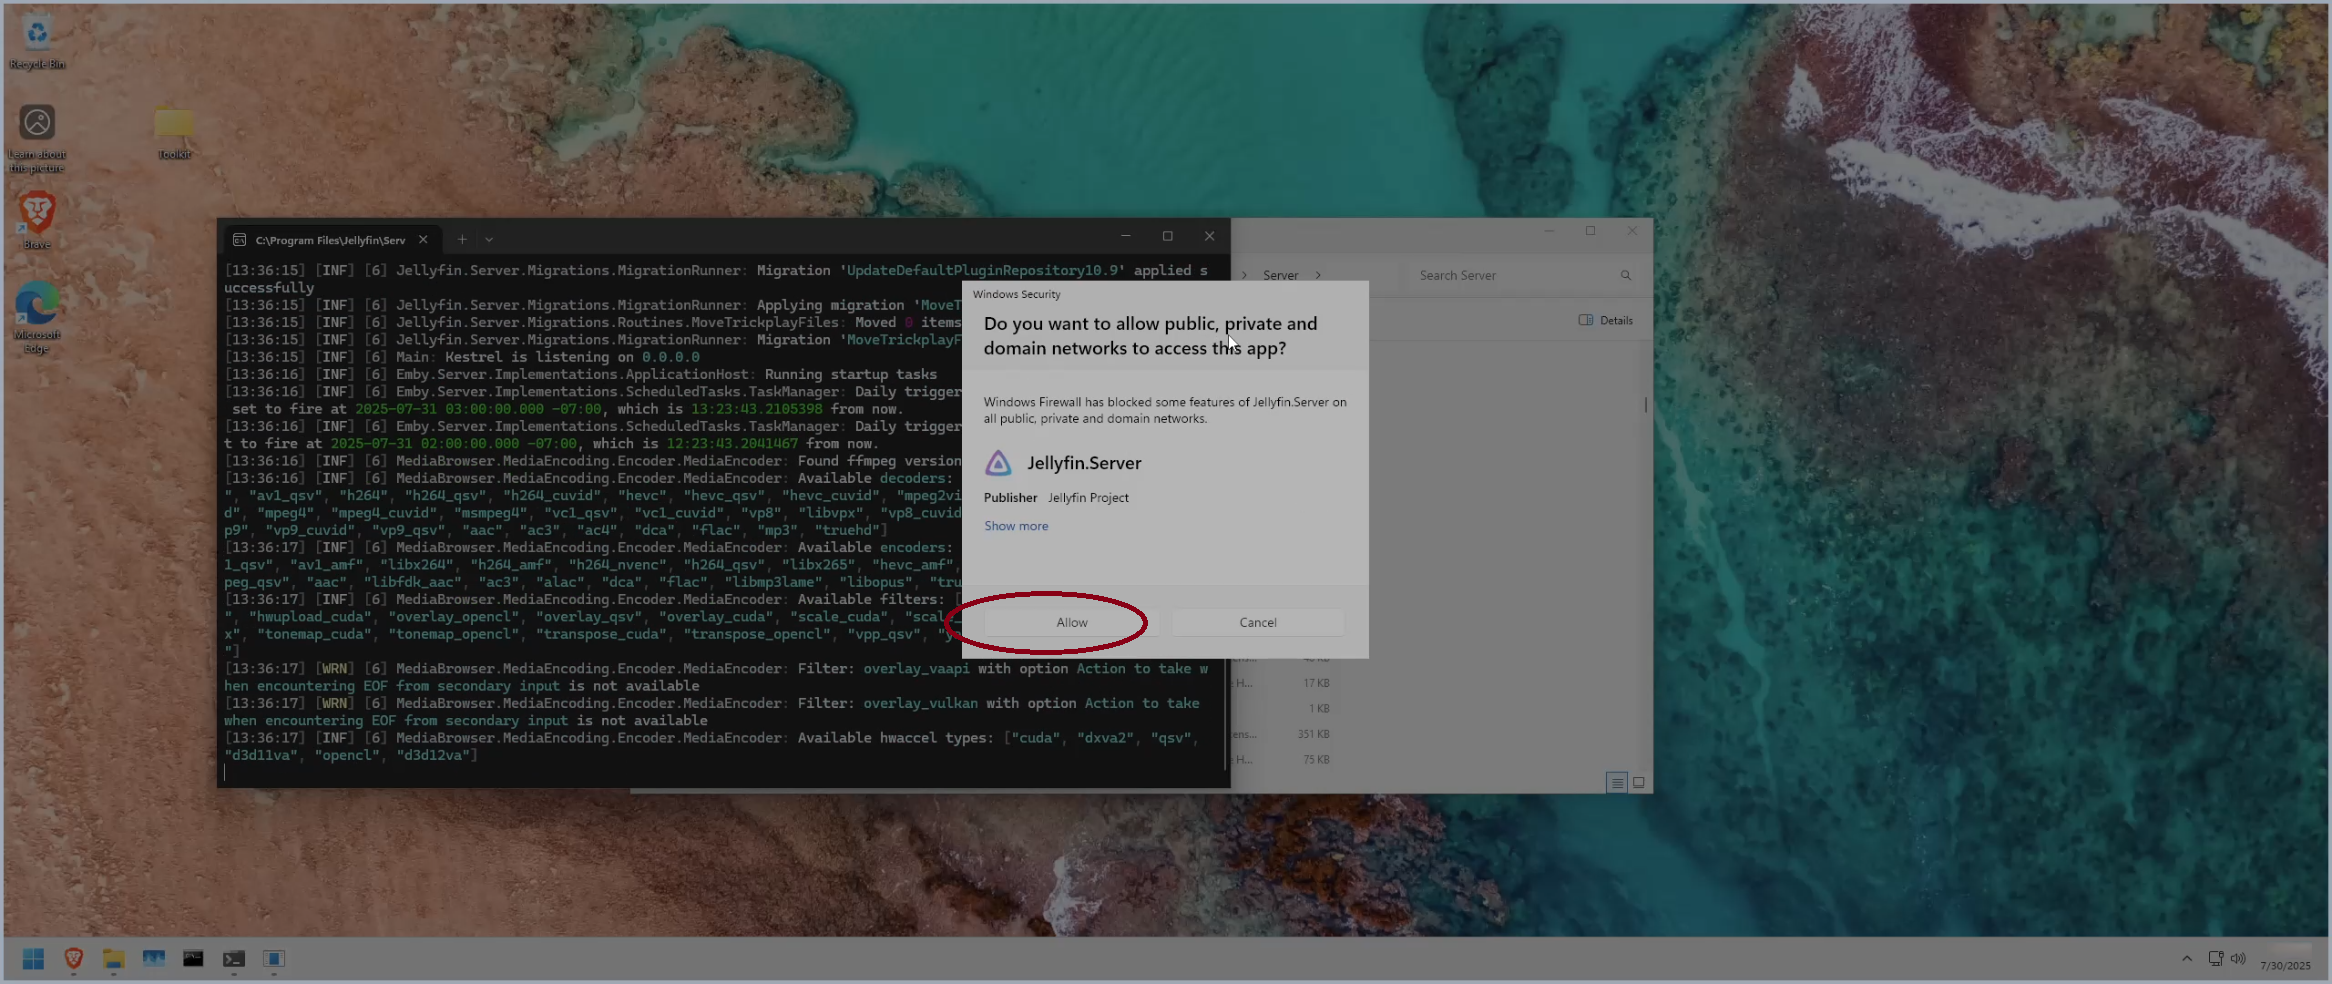 Recycle Bin
Learn about
this picture
Toolkit
Brave
Microsoft
Edge
C:\Program Files\Jellyfin\Serv
[13:36:15] [INF] [6] Jellyfin.Server.Migrations.MigrationRunner: Migration 'UpdateDefaultPluginRepository10.9' applied s
uccessfully
[13:36:15] [INF] [6] Jellyfin.Server.Migrations.MigrationRunner: Applying migration 'MoveT
[13:36:15] [INF] [6] Jellyfin.Server.Migrations.Routines.MoveTrickplayFiles: Moved 0 items
[13:36:15] [INF] [6] Jellyfin.Server.Migrations.MigrationRunner: Migration 'MoveTrickplayF
[13:36:15] [INF] [6] Main: Kestrel is listening on 0.0.0.0
[13:36:16] [INF] [6] Emby.Server.Implementations.ApplicationHost: Running startup tasks
[13:36:16] [INF] [6] Emby.Server.Implementations.ScheduledTasks.TaskManager: Daily trigger
set to fire at 2025-07-31 03:00:00.000 -07:00, which is 13:23:43.2105398 from now.
[13:36:16] [INF] [6] Emby.Server.Implementations.ScheduledTasks.TaskManager: Daily trigger
t to fire at 2025-07-31 02:00:00.000 -07:00, which is 12:23:43.2041467 from now.
[13:36:16] [INF] [6] MediaBrowser.MediaEncoding.Encoder.MediaEncoder: Found ffmpeg version
[13:36:16] [INF] [6] MediaBrowser.MediaEncoding.Encoder.MediaEncoder: Available decoders:
", "av1_qsv", "h264", "h264_qsv", "h264_cuvid", "hevc", "hevc_qsv", "hevc_cuvid", "mpeg2vi
d", "mpeg4", "mpeg4_cuvid", "msmpeg4", "vc1_qsv", "vc1_cuvid", "vp8", "libvpx", "vp8_cuvid
p9", "vp9_cuvid", "vp9_qsv", "aac", "ac3", "ac4", "dca", "flac", "mp3", "truehd"]
[13:36:17] [INF] [6] MediaBrowser.MediaEncoding.Encoder.MediaEncoder: Available encoders:
1_qsv", "av1_amf", "libx264", "h264_amf", "h264_nvenc", "h264_qsv", "libx265", "hevc_amf",
peg_qsv", "aac", "libfdk_aac", "ac3", "alac", "dca", "flac", "libmp3lame", "libopus", "tru
[13:36:17] [INF] [6] MediaBrowser.MediaEncoding.Encoder.MediaEncoder: Available filters: [
", "hwupload_cuda", "overlay_opencl", "overlay_qsv", "overlay_cuda", "scale_cuda", "scale_
x", "tonemap_cuda", "tonemap_opencl", "transpose_cuda", "transpose_opencl", "vpp_qsv", "y
"]
[13:36:17] [WRN] [6] MediaBrowser.MediaEncoding.Encoder.MediaEncoder: Filter: overlay_vaapi with option Action to take w
hen encountering EOF from secondary input is not available
[13:36:17] [WRN] [6] MediaBrowser.MediaEncoding.Encoder.MediaEncoder: Filter: overlay_vulkan with option Action to take
when encountering EOF from secondary input is not available
[13:36:17] [INF] [6] MediaBrowser.MediaEncoding.Encoder.MediaEncoder: Available hwaccel types: ["cuda", "dxva2", "qsv",
"d3d11va", "opencl", "d3d12va"]
Server
Search Server
Details
Windows Security
Do you want to allow public, private and
domain networks to access this app?
Windows Firewall has blocked some features of Jellyfin.Server on
all public, private and domain networks.
Jellyfin.Server
Publisher Jellyfin Project
Show more
Allow Cancel
H... 17 KB
1 KB
ens... 351 KB
H... 75 KB
7/30/2025